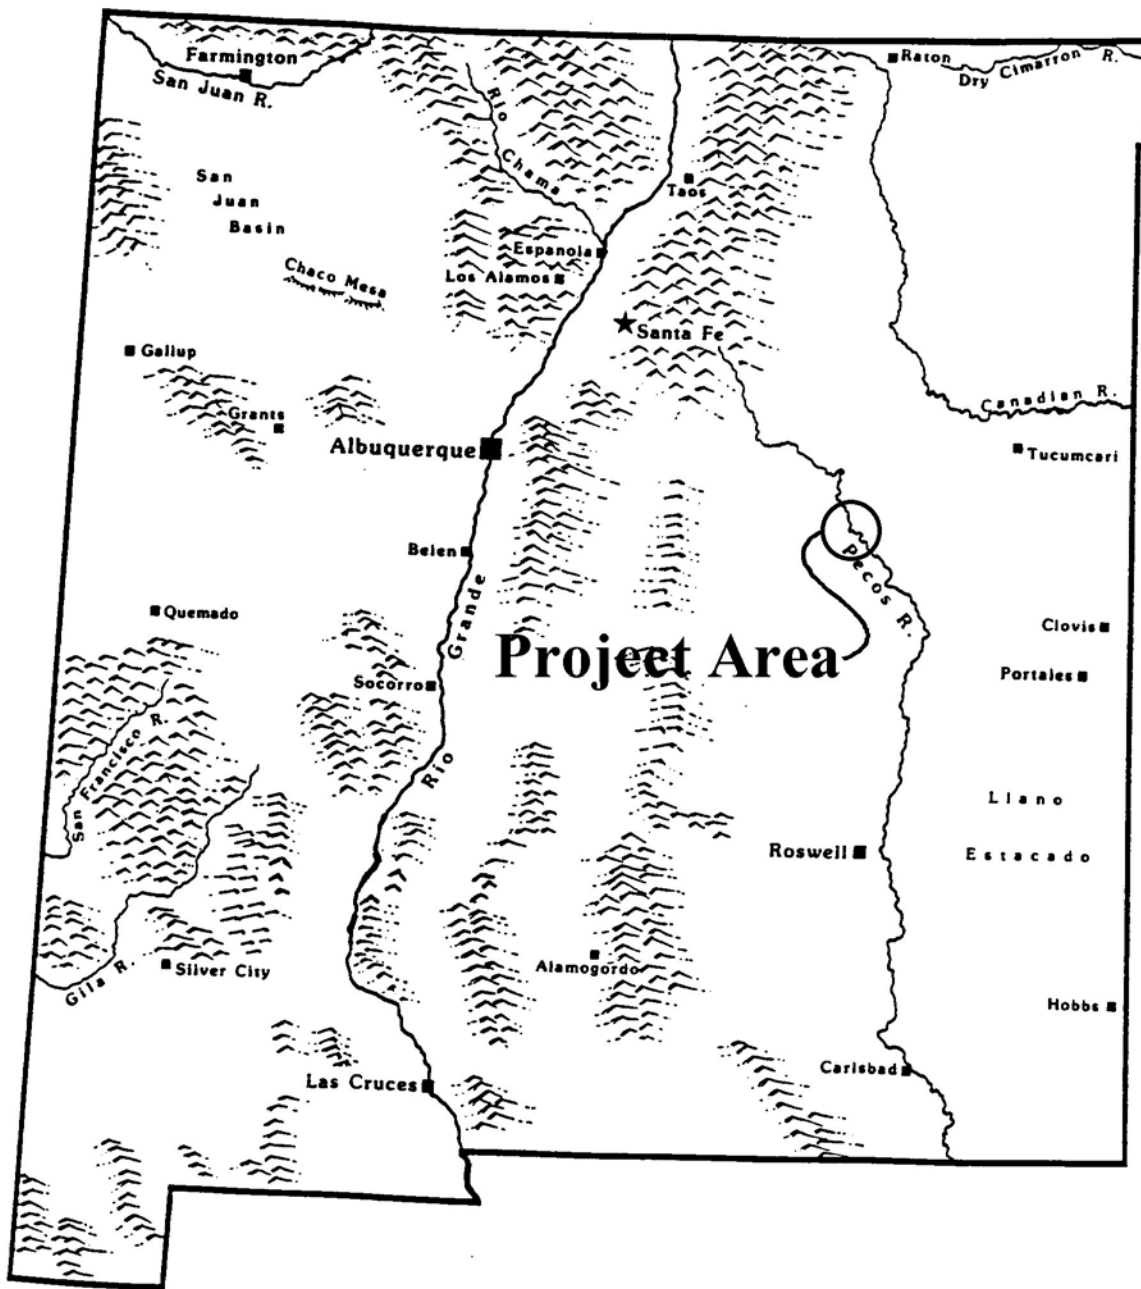 Farmington
San Juan R.
Rio
Chama
Raton
Dry Cimarron R.
San
Juan
Basin
Taos
Chaco Mesa
Espanola
Los Alamos
Santa Fe
Gallup
Grants
Canadian R.
Albuquerque
Tucumcari
Belen
Pecos R.
Quemado
Rio Grande
Clovis
Project Area
Socorro
Portales
San Francisco R.
Llano
Estacado
Roswell
Gila R.
Silver City
Alamogordo
Hobbs
Carlsbad
Las Cruces